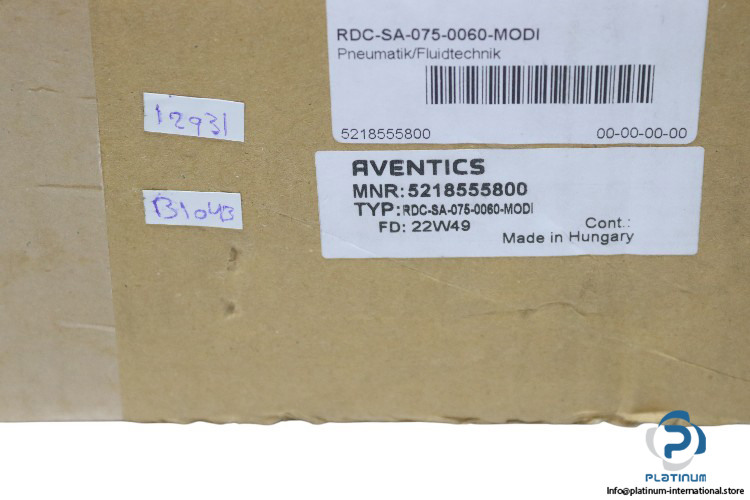 RDC-SA-075-0060-MODI
Pneumatik/Fluidtechnik
5218555800 00-00-00-00
12931
B1043
AVENTICS
MNR: 5218555800
TYP: RDC-SA-075-0060-MODI
FD: 22W49
Cont.:
Made in Hungary
PLATINUM
Info@platinum-international.store